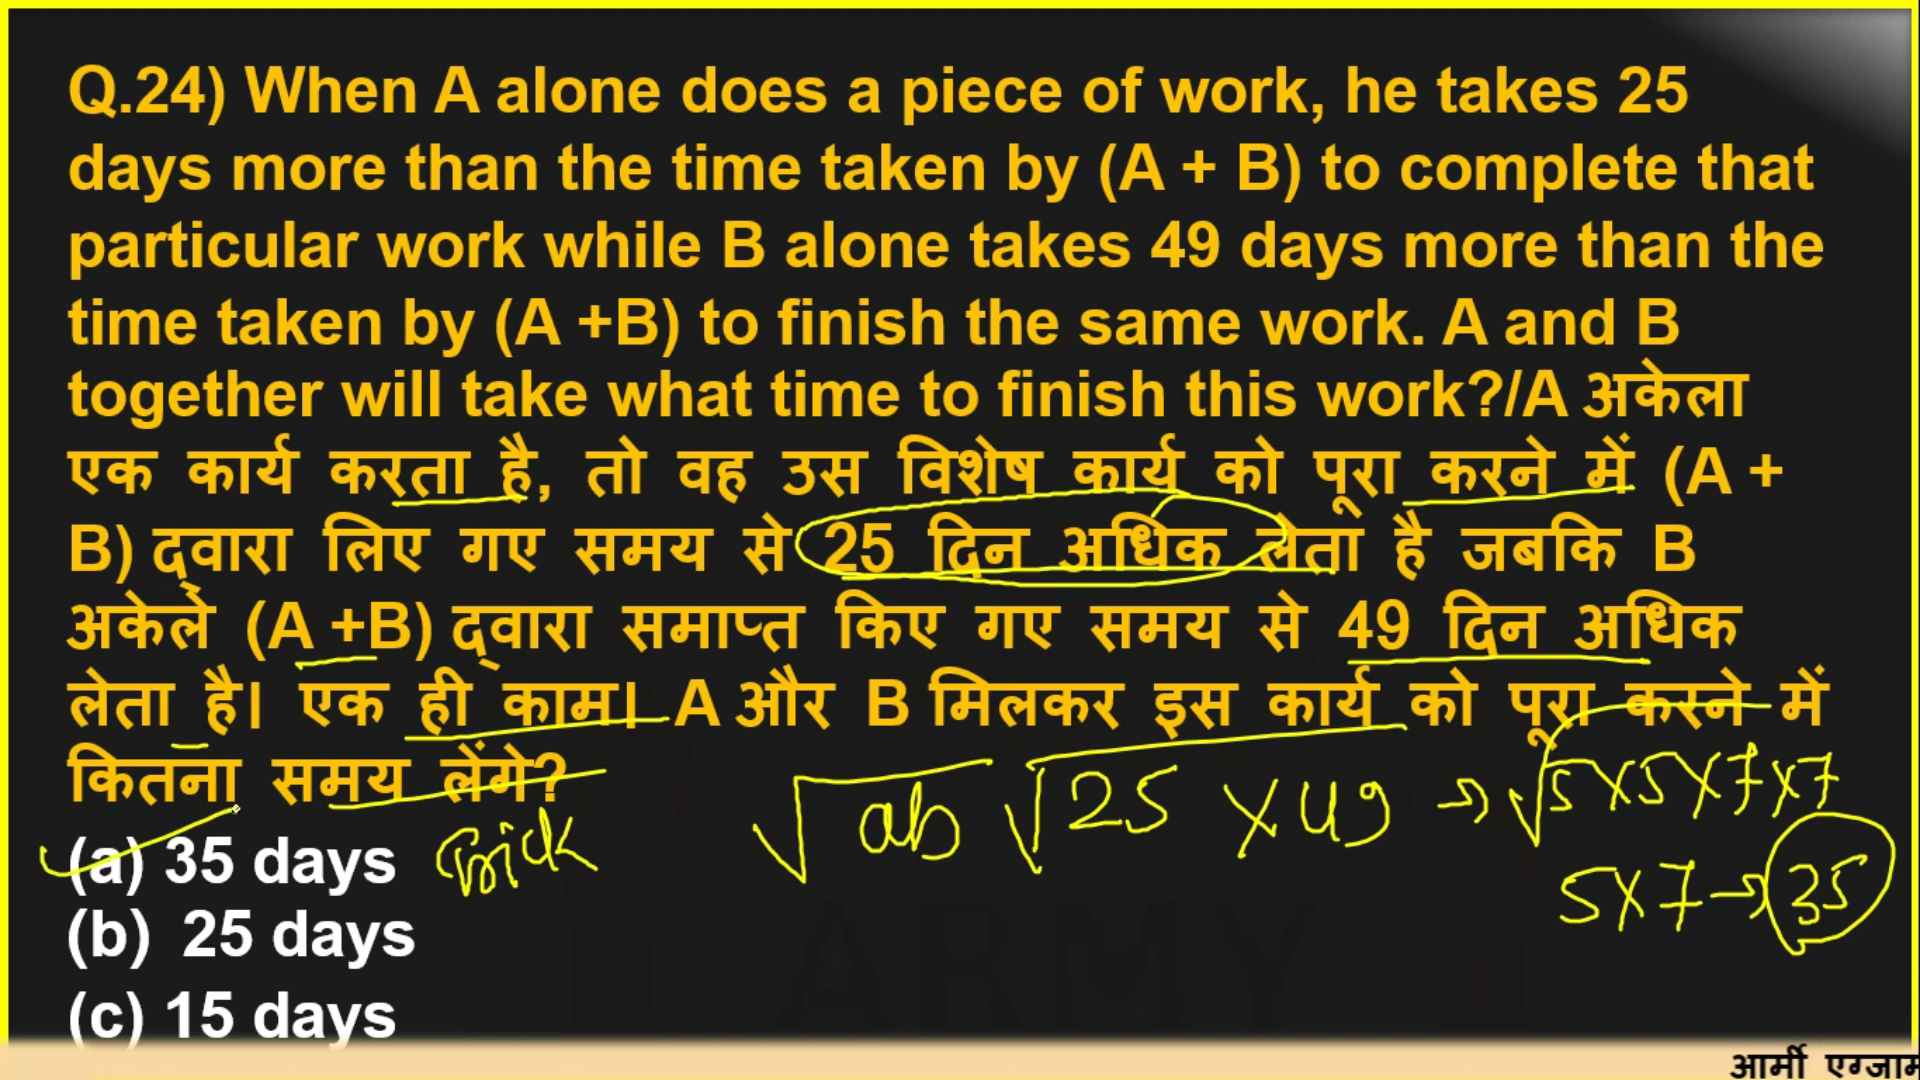 Q.24) When A alone does a piece of work, he takes 25
days more than the time taken by (A + B) to complete that
particular work while B alone takes 49 days more than the
time taken by (A +B) to finish the same work. A and B
together will take what time to finish this work?/A अकेला
एक कार्य करता है, तो वह उस विशेष कार्य को पूरा करने में (A +
B) द्वारा लिए गए समय से 25 दिन अधिक लेता है जबकि B
अकेले (A +B) द्वारा समाप्त किए गए समय से 49 दिन अधिक
लेता है। एक ही काम। A और B मिलकर इस कार्य को पूरा करने में
कितना समय लेंगे?
√ab √25 × 49 → √5×5×7×7
(a) 35 days Trick
5×7→35
(b) 25 days
(c) 15 days
ARMY
आर्मी एग्जाम